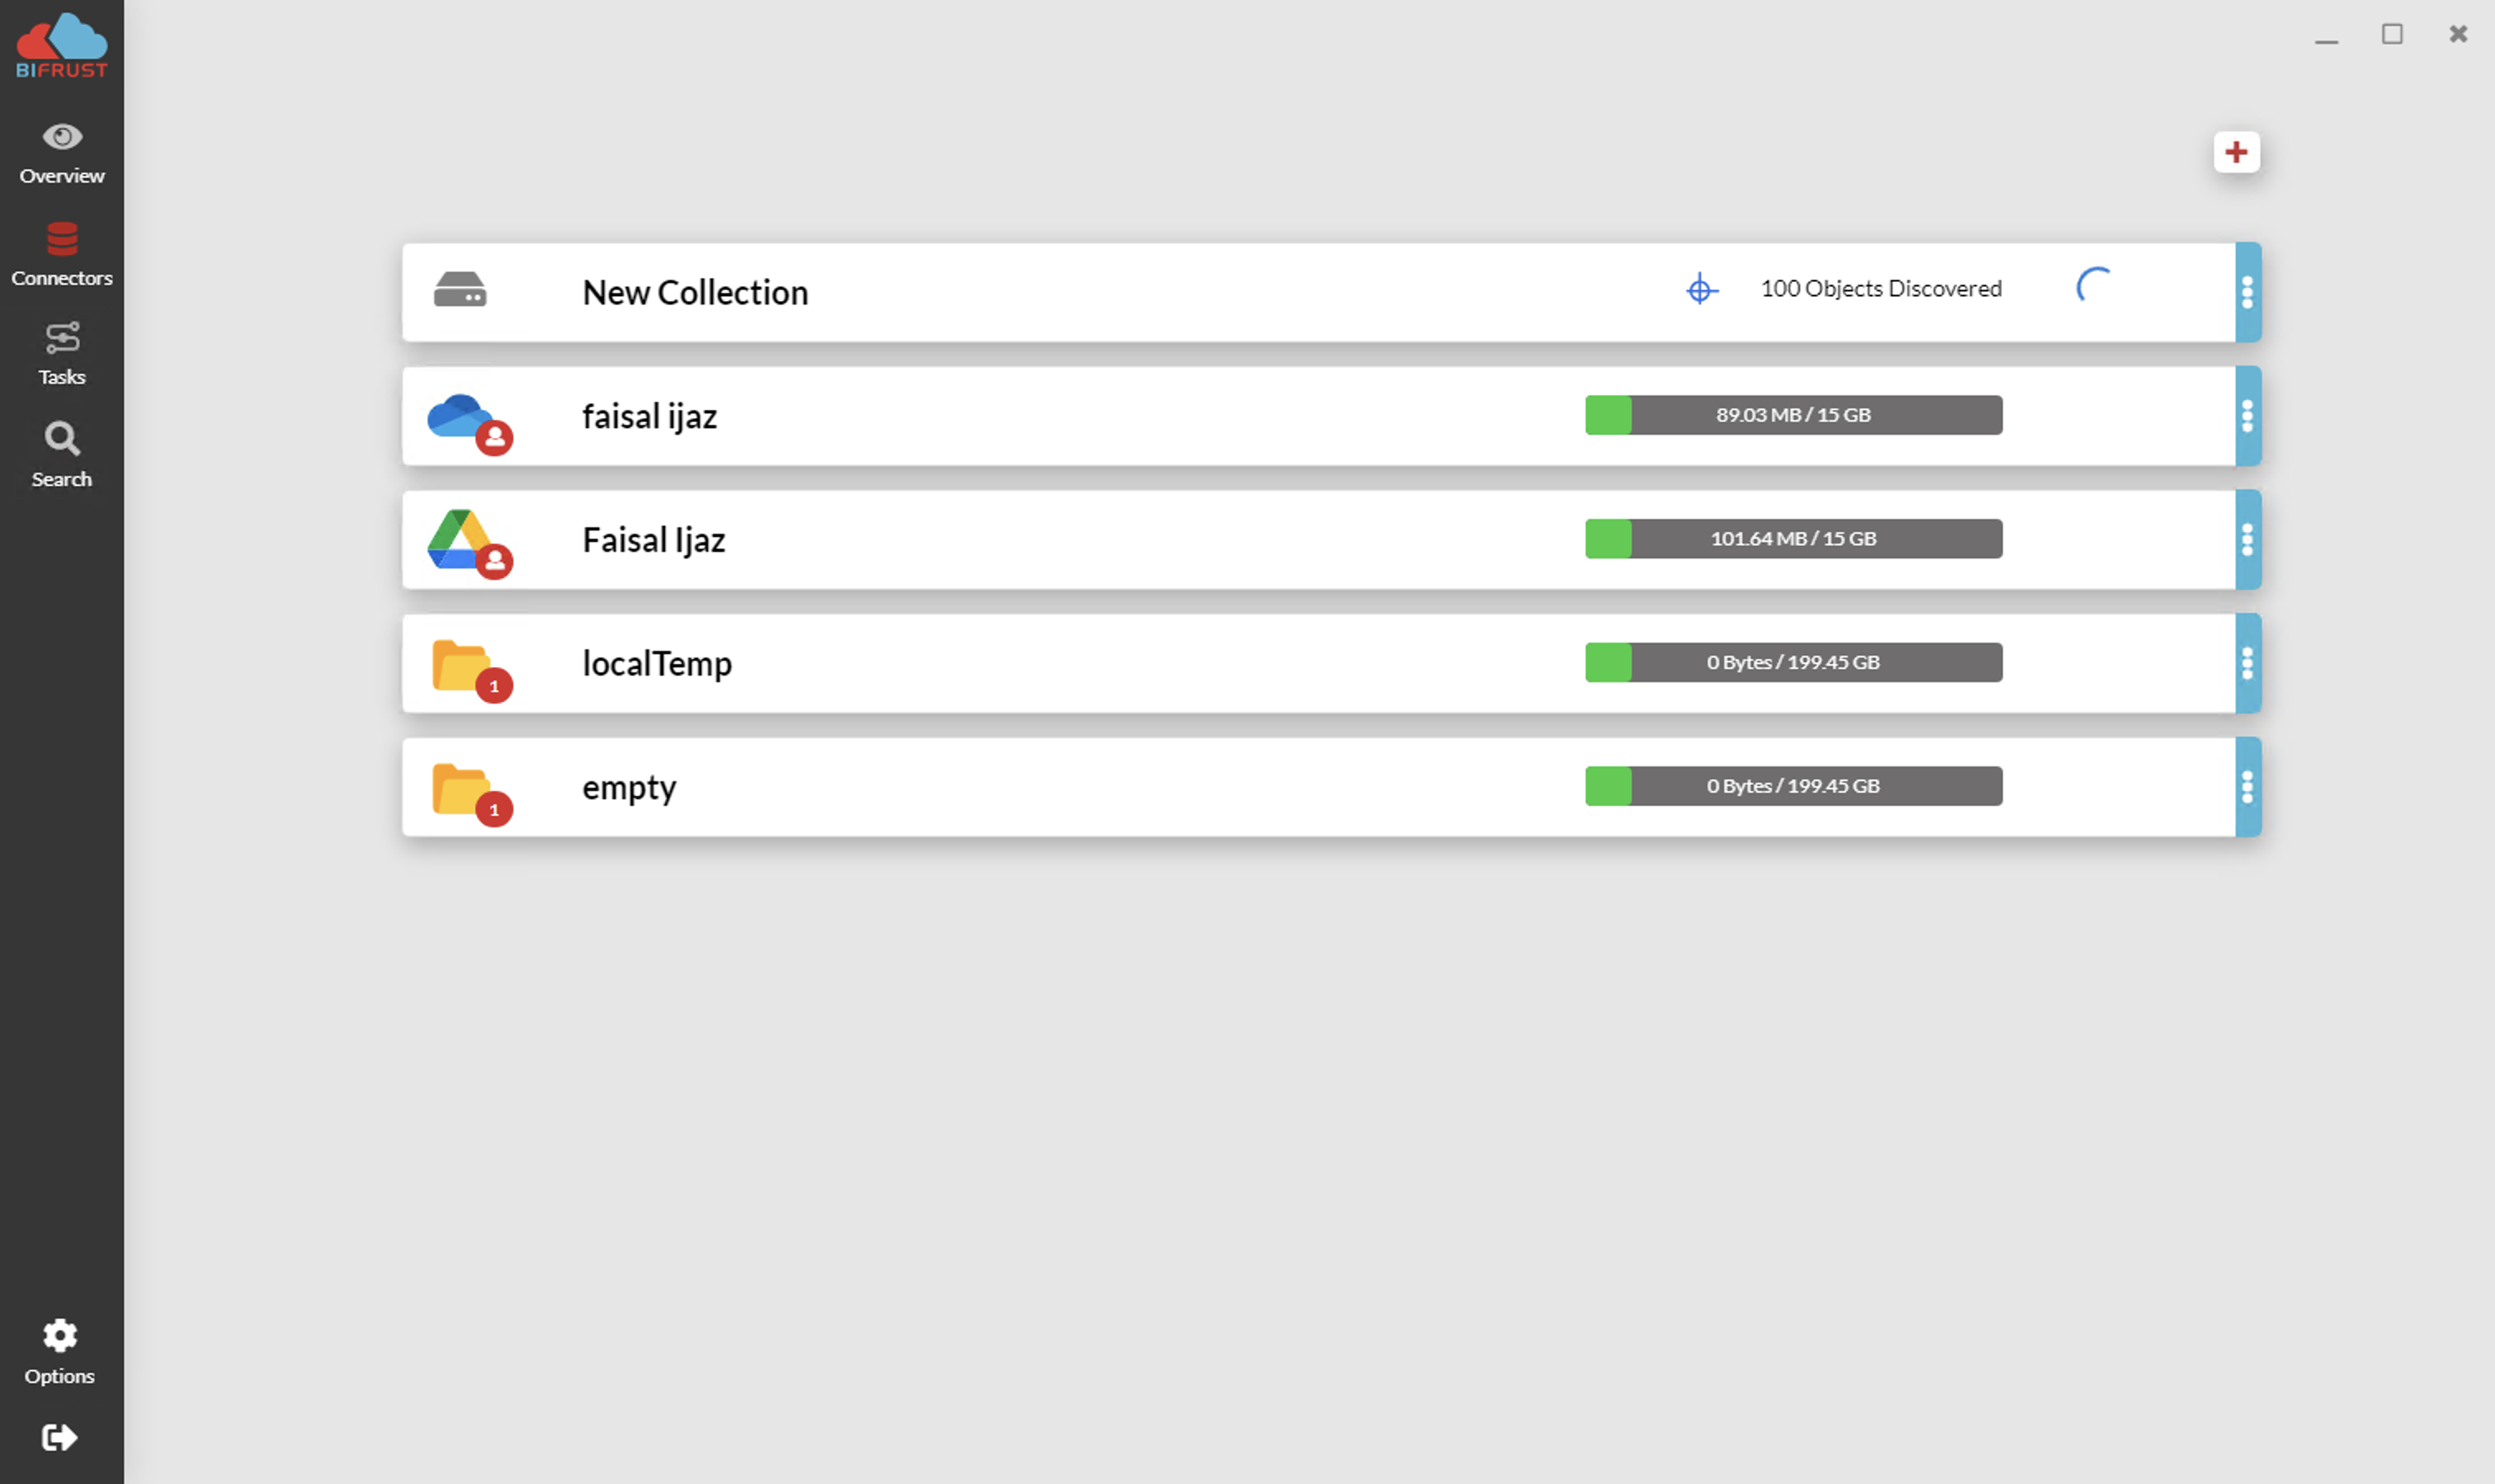 BIFRUST
Overview
Connectors
Tasks
Search
Options
New Collection
100 Objects Discovered
faisal ijaz
89.03 MB / 15 GB
Faisal Ijaz
101.64 MB / 15 GB
localTemp
1
0 Bytes / 199.45 GB
empty
1
0 Bytes / 199.45 GB